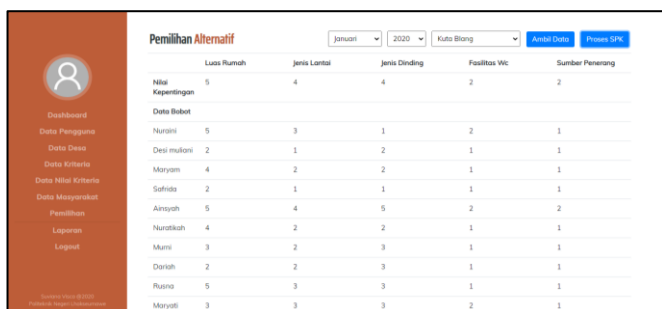 Pemilihan Alternatif
Januari 2020 Kuta Blang Ambil Data Proses SPK
Luas Rumah Jenis Lantai Jenis Dinding Fasilitas Wc Sumber Penerang
Nilai Kepentingan 5 4 4 2 2
Data Bobot
Nuraini 5 3 1 2 1
Desi muliani 2 1 2 1 1
Maryam 4 2 2 1 1
Safrida 2 1 1 1 1
Ainsyah 5 4 5 2 2
Nuratikah 4 2 2 1 1
Murni 3 2 3 1 1
Dariah 2 2 3 1 1
Rusna 5 3 3 1 1
Maryati 3 3 3 2 1
Dashboard
Data Pengguna
Data Desa
Data Kriteria
Data Nilai Kriteria
Data Masyarakat
Pemilihan
Laporan
Logout
@2020
Politeknik Negeri Lhokseumawe